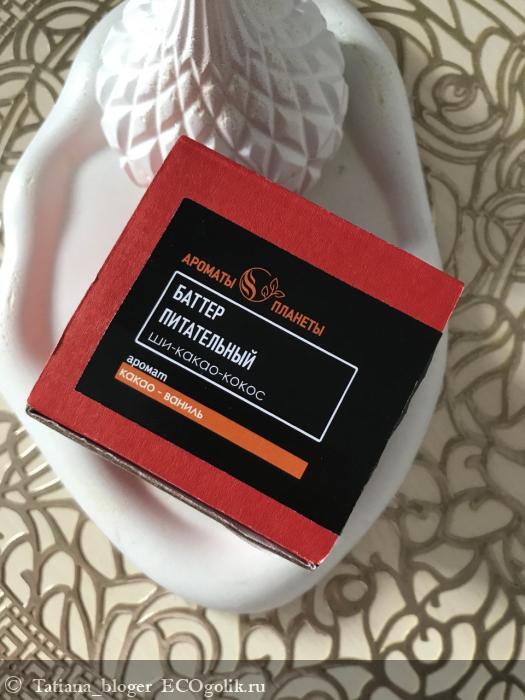 АРОМАТЫ
ПЛАНЕТЫ
БАТТЕР
ПИТАТЕЛЬНЫЙ
ШИ-КАКАО-КОКОС
аромат
какао - ваниль
© Tatiana_bloger ECOgolik.ru